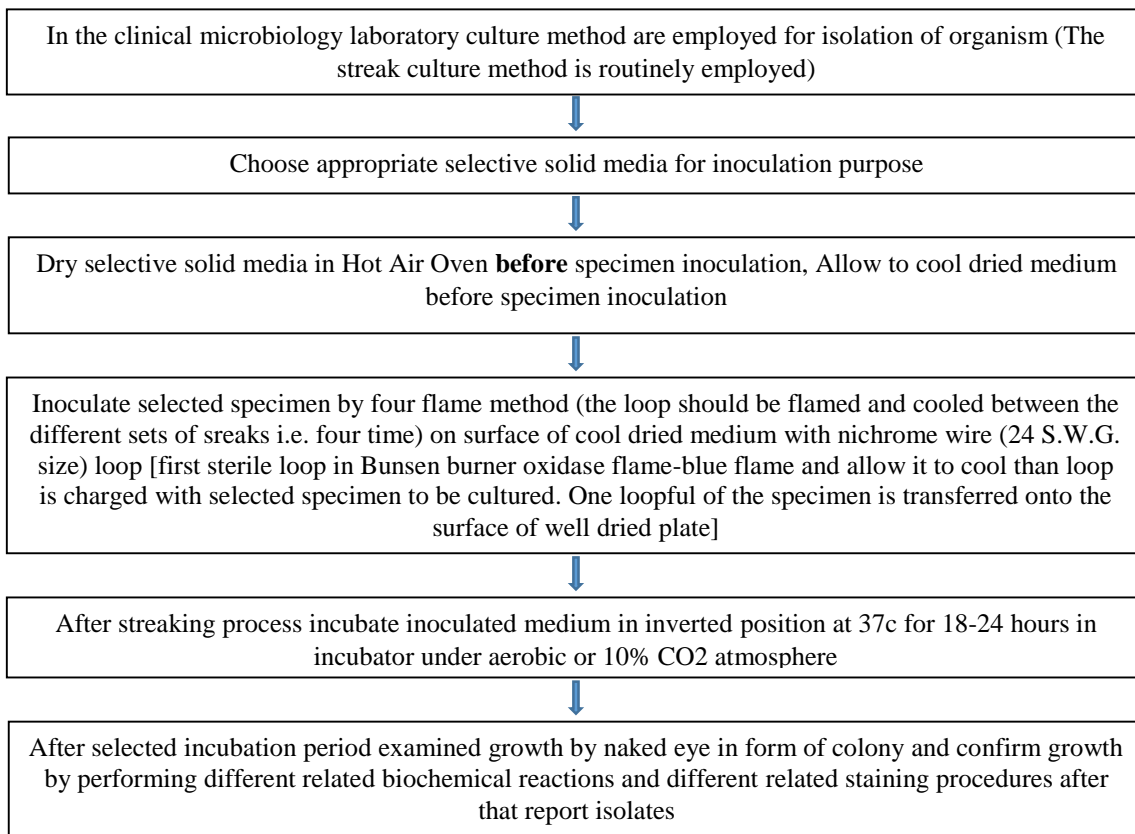 In the clinical microbiology laboratory culture method are employed for isolation of organism (The
streak culture method is routinely employed)
Choose appropriate selective solid media for inoculation purpose
Dry selective solid media in Hot Air Oven before specimen inoculation, Allow to cool dried medium
before specimen inoculation
Inoculate selected specimen by four flame method (the loop should be flamed and cooled between the
different sets of sreaks i.e. four time) on surface of cool dried medium with nichrome wire (24 S.W.G.
size) loop [first sterile loop in Bunsen burner oxidase flame-blue flame and allow it to cool than loop
is charged with selected specimen to be cultured. One loopful of the specimen is transferred onto the
surface of well dried plate]
After streaking process incubate inoculated medium in inverted position at 37c for 18-24 hours in
incubator under aerobic or 10% CO2 atmosphere
After selected incubation period examined growth by naked eye in form of colony and confirm growth
by performing different related biochemical reactions and different related staining procedures after
that report isolates